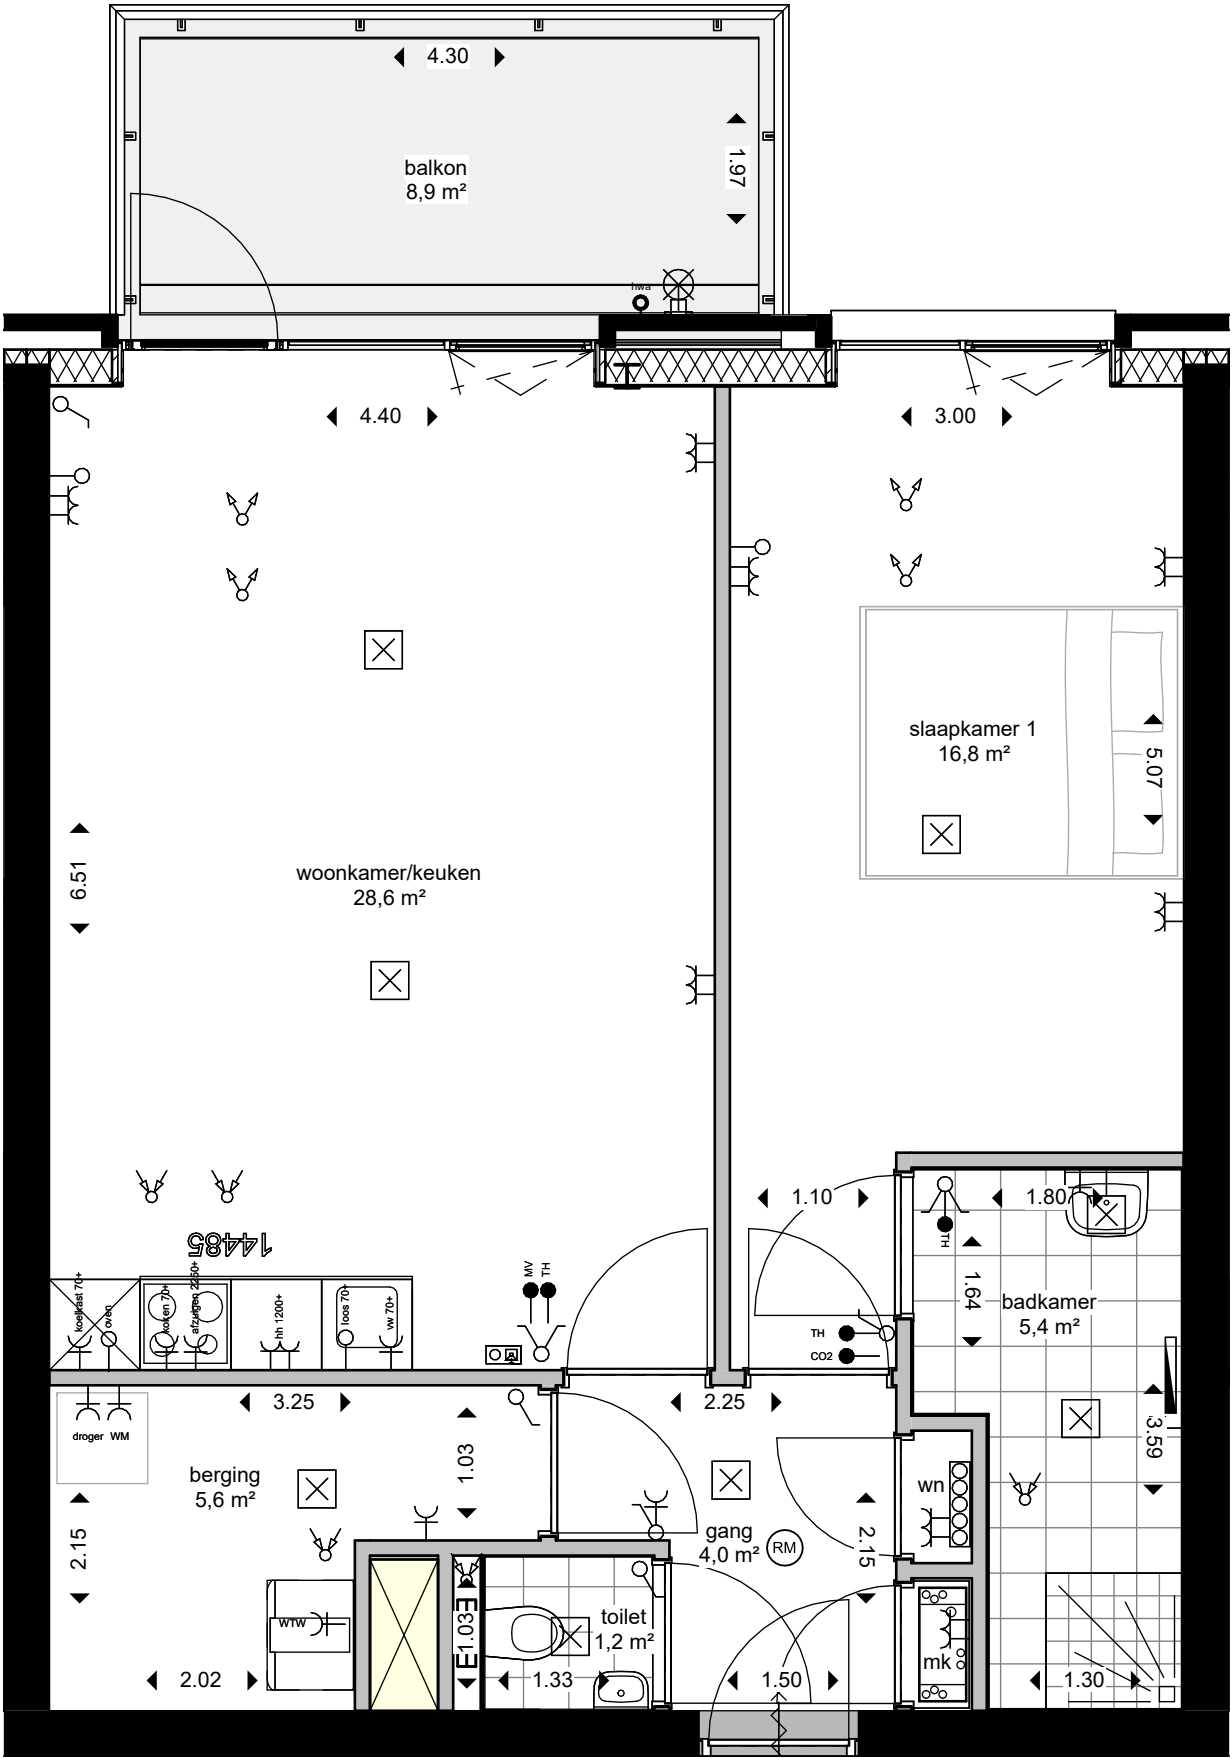 4.30
balkon
8,9 m²
1.97
hwa
4.40
3.00
slaapkamer 1
16,8 m²
5.07
6.51
woonkamer/keuken
28,6 m²
14485
1.10
1.80
TH
1.64
badkamer
5,4 m²
MV
TH
koelkast 70+
oven
koken 70+
afzuigen 2250+
hh 1200+
loos 70+
vw 70+
TH
CO2
3.25
2.25
droger WM
1.03
3.59
berging
5,6 m²
wn
gang
4,0 m²
RM
2.15
2.15
WTW
1.03
toilet
1,2 m²
mk
2.02
1.33
1.50
1.30